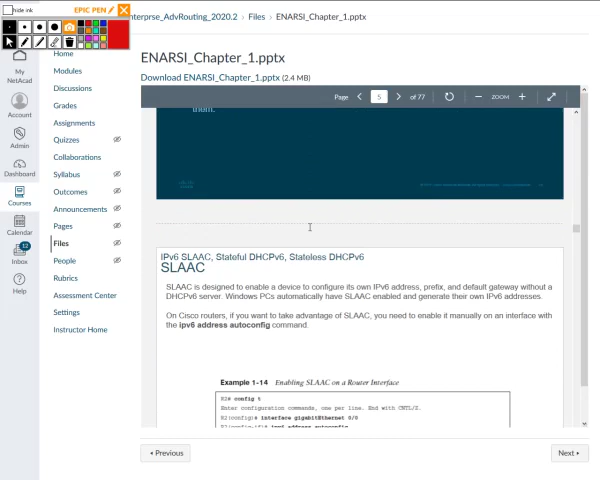 hide ink
EPIC PEN
nterprse_AdvRouting_2020.2 › Files › ENARSI_Chapter_1.pptx
My
NetAcad
Account
Admin
Dashboard
Courses
Calendar
12
Inbox
Help
Home
Modules
Discussions
Grades
Assignments
Quizzes
Collaborations
Syllabus
Outcomes
Announcements
Pages
Files
People
Rubrics
Assessment Center
Settings
Instructor Home
ENARSI_Chapter_1.pptx
Download ENARSI_Chapter_1.pptx (2.4 MB)
Page < 5 > of 77 ZOOM
them.
IPv6 SLAAC, Stateful DHCPv6, Stateless DHCPv6
SLAAC
SLAAC is designed to enable a device to configure its own IPv6 address, prefix, and default gateway without a
DHCPv6 server. Windows PCs automatically have SLAAC enabled and generate their own IPv6 addresses.
On Cisco routers, if you want to take advantage of SLAAC, you need to enable it manually on an interface with
the ipv6 address autoconfig command.
Example 1-14 Enabling SLAAC on a Router Interface
R2# config t
Enter configuration commands, one per line. End with CNTL/Z.
R2(config)# interface gigabitEthernet 0/0
R2(config-if)# ipv6 address autoconfig
◂ Previous
Next ▸